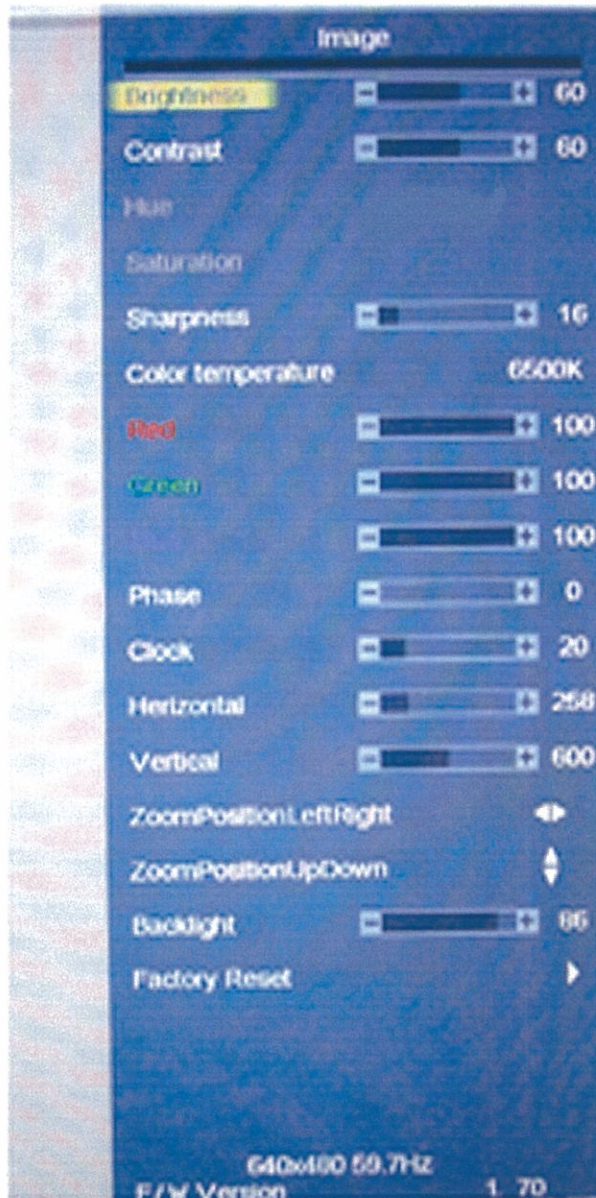 Image
Brightness 60
Contrast 60
Hue
Saturation
Sharpness 16
Color temperature 6500K
Red 100
Green 100
100
Phase 0
Clock 20
Horizontal 258
Vertical 600
ZoomPositionLeftRight
ZoomPositionUpDown
Backlight 86
Factory Reset
640x480 59.7Hz
F/W Version 1.70